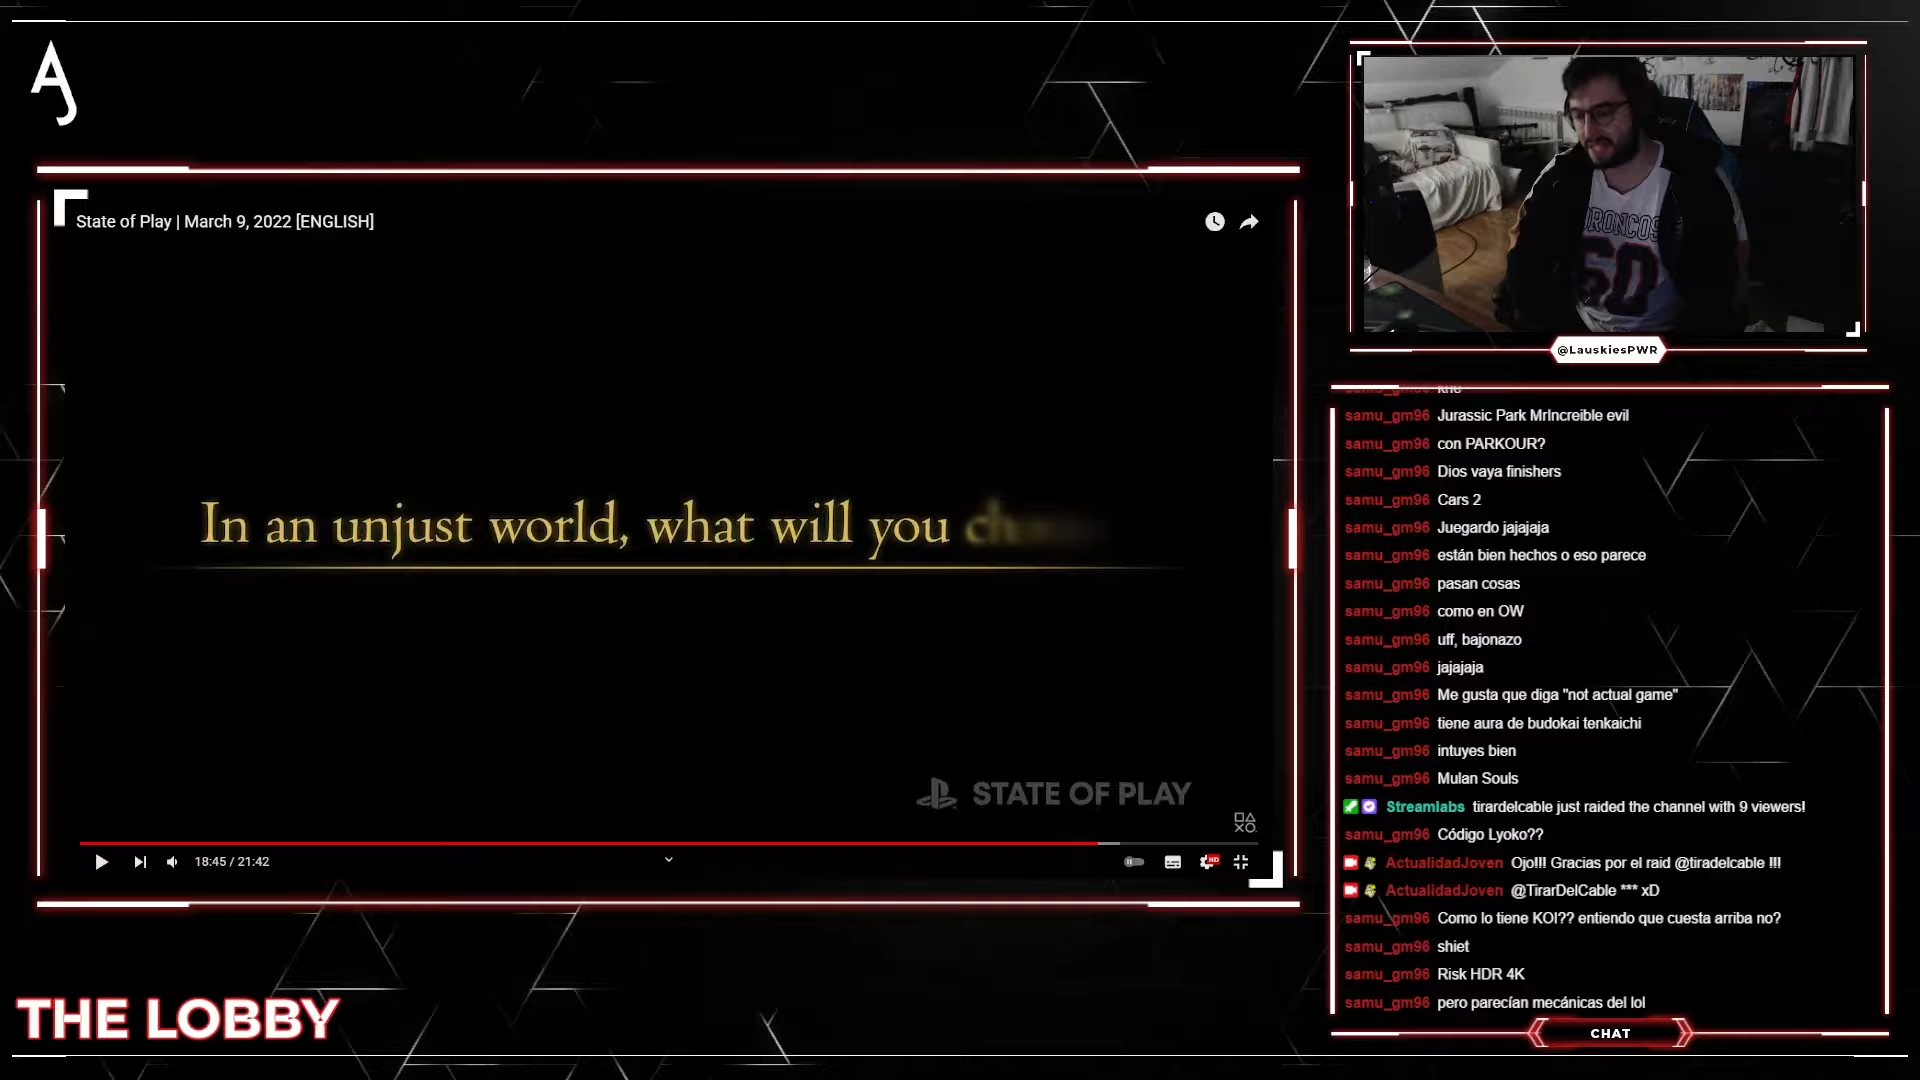 AJ
State of Play | March 9, 2022 [ENGLISH]
In an unjust world, what will you
STATE OF PLAY
18:45 / 21:42
HD
THE LOBBY
BRONCOS
60
@LauskiesPWR
samu_gm96
samu_gm96 Jurassic Park MrIncreible evil
samu_gm96 con PARKOUR?
samu_gm96 Dios vaya finishers
samu_gm96 Cars 2
samu_gm96 Juegardo jajajaja
samu_gm96 están bien hechos o eso parece
samu_gm96 pasan cosas
samu_gm96 como en OW
samu_gm96 uff, bajonazo
samu_gm96 jajajaja
samu_gm96 Me gusta que diga "not actual game"
samu_gm96 tiene aura de budokai tenkaichi
samu_gm96 intuyes bien
samu_gm96 Mulan Souls
Streamlabs tirardelcable just raided the channel with 9 viewers!
samu_gm96 Código Lyoko??
ActualidadJoven Ojo!!! Gracias por el raid @tiradelcable !!!
ActualidadJoven @TirarDelCable *** xD
samu_gm96 Como lo tiene KOI?? entiendo que cuesta arriba no?
samu_gm96 shiet
samu_gm96 Risk HDR 4K
samu_gm96 pero parecían mecánicas del lol
CHAT